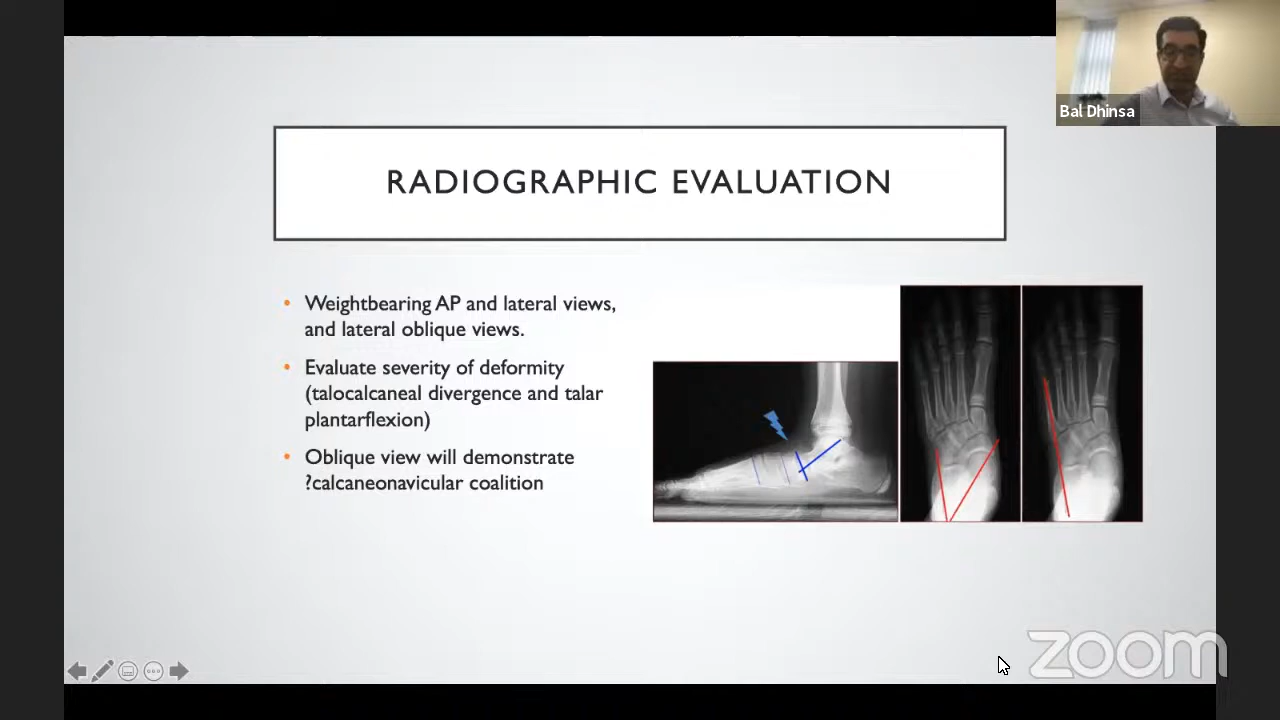 Bal Dhinsa
RADIOGRAPHIC EVALUATION
• Weightbearing AP and lateral views,
and lateral oblique views.
• Evaluate severity of deformity
(talocalcaneal divergence and talar
plantarflexion)
• Oblique view will demonstrate
?calcaneonavicular coalition
zoom